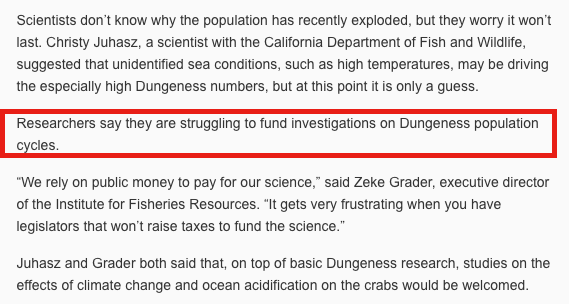 Scientists don’t know why the population has recently exploded, but they worry it won’t
last. Christy Juhasz, a scientist with the California Department of Fish and Wildlife,
suggested that unidentified sea conditions, such as high temperatures, may be driving
the especially high Dungeness numbers, but at this point it is only a guess.
Researchers say they are struggling to fund investigations on Dungeness population
cycles.
“We rely on public money to pay for our science,” said Zeke Grader, executive director
of the Institute for Fisheries Resources. “It gets very frustrating when you have
legislators that won’t raise taxes to fund the science.”
Juhasz and Grader both said that, on top of basic Dungeness research, studies on the
effects of climate change and ocean acidification on the crabs would be welcomed.